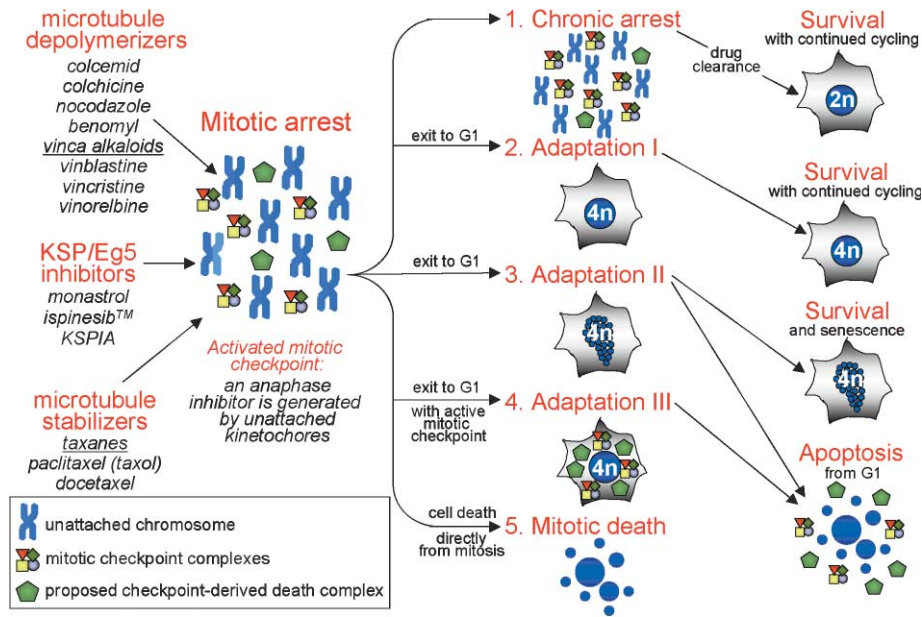 microtubule
depolymerizers
colcemid
colchicine
nocodazole
benomyl
vinca alkaloids
vinblastine
vincristine
vinorelbine
KSP/Eg5
inhibitors
monastrol
ispinesib™
KSPIA
microtubule
stabilizers
taxanes
paclitaxel (taxol)
docetaxel
Mitotic arrest
Activated mitotic
checkpoint:
an anaphase
inhibitor is generated
by unattached
kinetochores
1. Chronic arrest
drug
clearance
Survival
with continued cycling
2n
exit to G1
2. Adaptation I
4n
Survival
with continued cycling
4n
exit to G1
3. Adaptation II
4n
Survival
and senescence
4n
exit to G1
with active
mitotic
checkpoint
4. Adaptation III
4n
Apoptosis
from G1
cell death
directly
from mitosis
5. Mitotic death
unattached chromosome
mitotic checkpoint complexes
proposed checkpoint-derived death complex